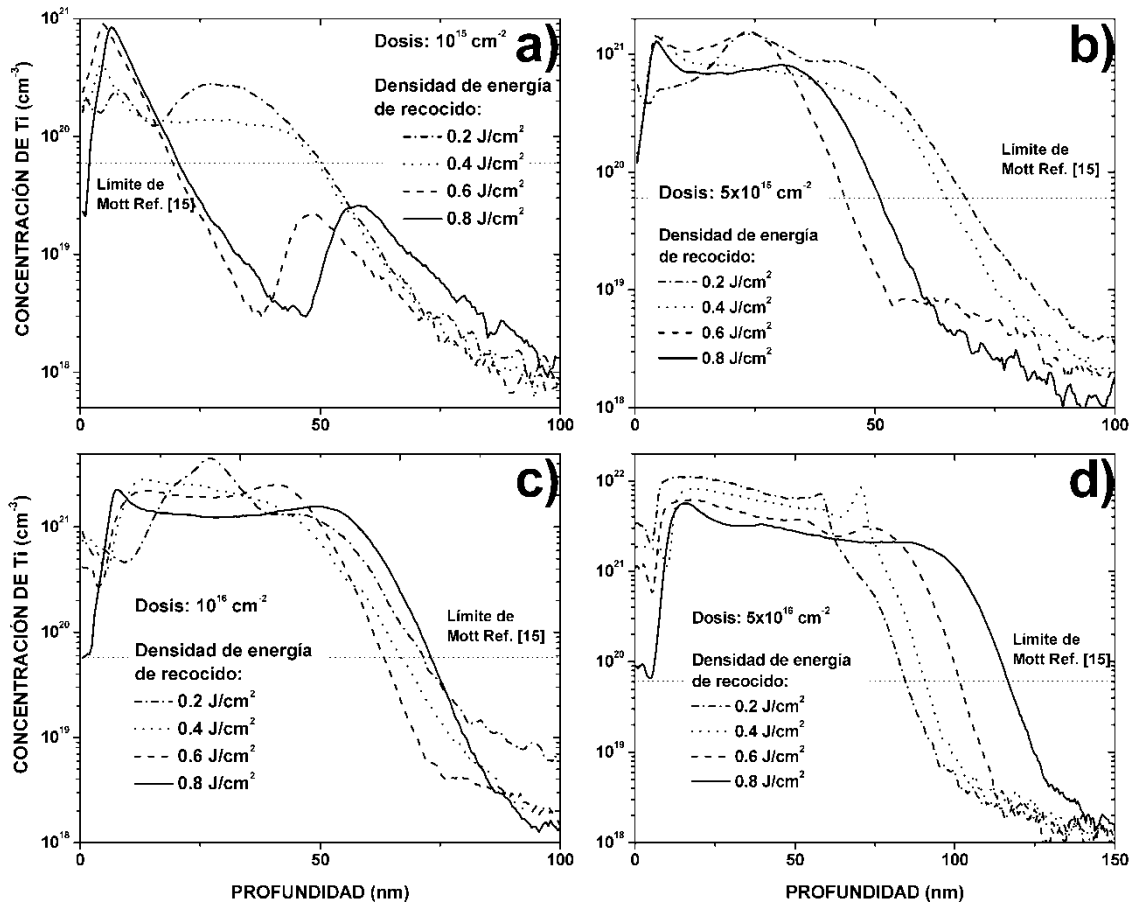 a)
CONCENTRACIÓN DE Ti (cm⁻³)
10²¹
10²⁰
10¹⁹
10¹⁸
Dosis: 10¹⁵ cm⁻²
Densidad de energía
de recocido:
0.2 J/cm²
0.4 J/cm²
0.6 J/cm²
0.8 J/cm²
Límite de
Mott Ref. [15]
0 50 100
b)
10²¹
10²⁰
10¹⁹
10¹⁸
Límite de
Mott Ref. [15]
Dosis: 5x10¹⁵ cm⁻²
Densidad de energía
de recocido:
0.2 J/cm²
0.4 J/cm²
0.6 J/cm²
0.8 J/cm²
0 50 100
c)
CONCENTRACIÓN DE Ti (cm⁻³)
10²¹
10²⁰
10¹⁹
10¹⁸
Dosis: 10¹⁶ cm⁻²
Límite de
Mott Ref. [15]
Densidad de energía
de recocido:
0.2 J/cm²
0.4 J/cm²
0.6 J/cm²
0.8 J/cm²
0 50 100
PROFUNDIDAD (nm)
d)
10²²
10²¹
10²⁰
10¹⁹
10¹⁸
Dosis: 5x10¹⁶ cm⁻²
Límite de
Mott Ref. [15]
Densidad de energía
de recocido:
0.2 J/cm²
0.4 J/cm²
0.6 J/cm²
0.8 J/cm²
0 50 100 150
PROFUNDIDAD (nm)